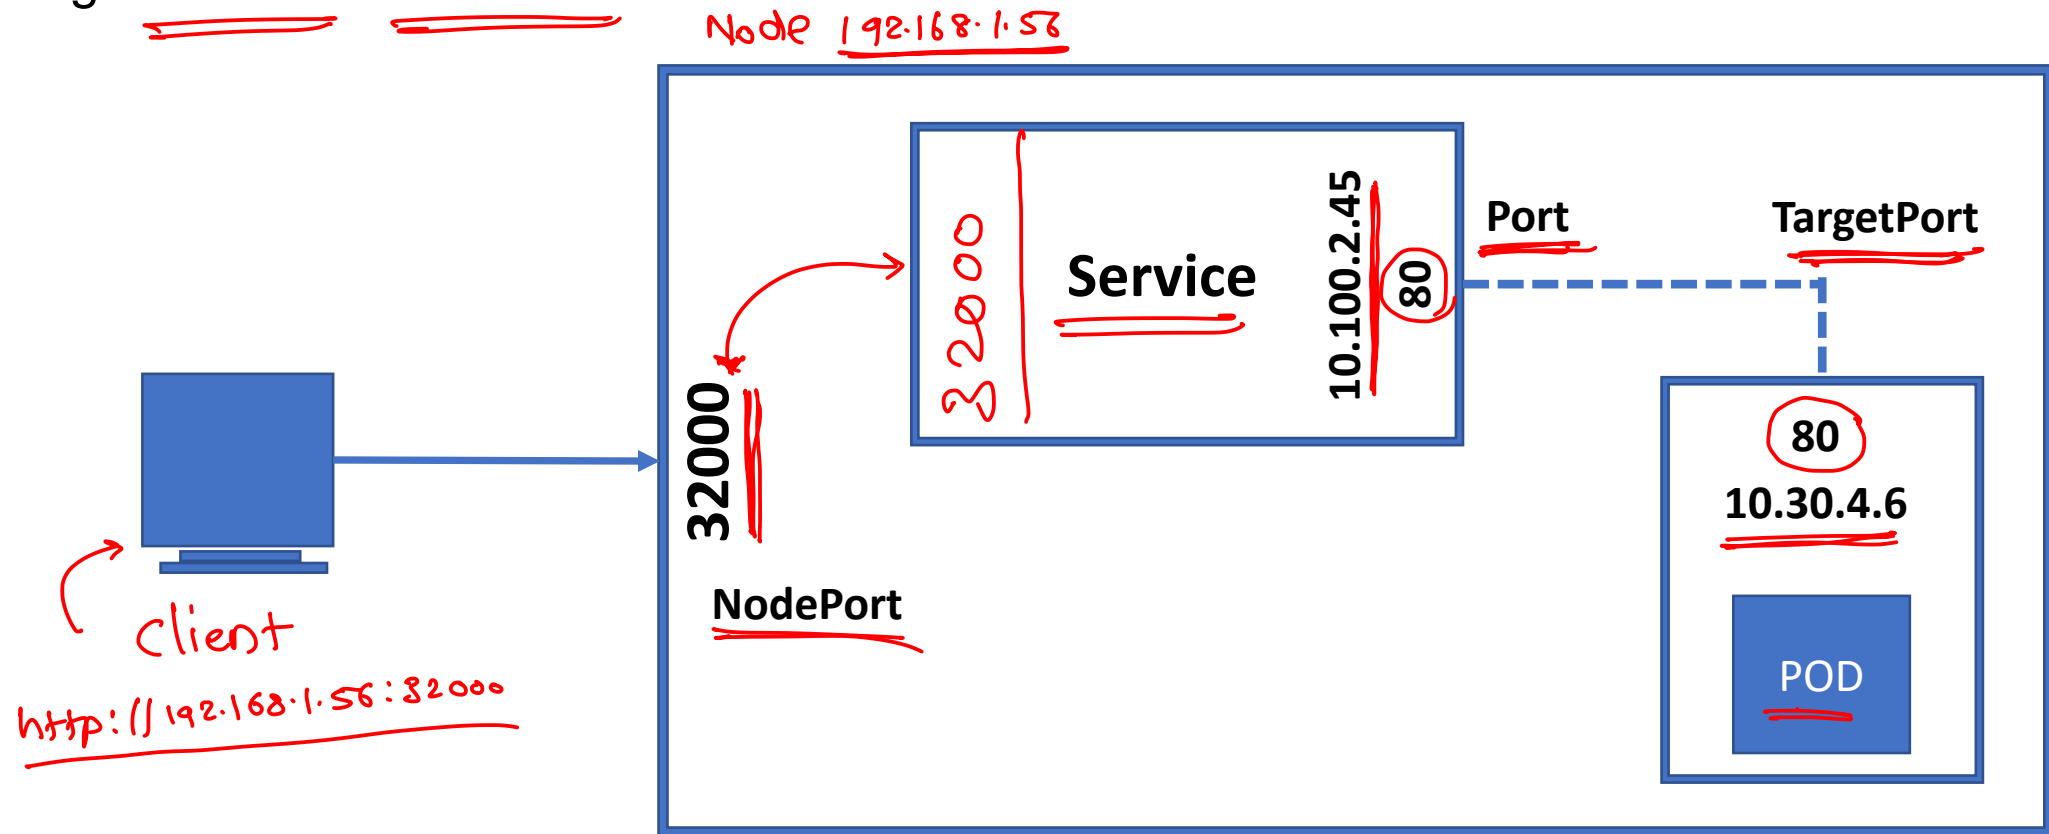 Node 192.168.1.56
32000
Service
10.100.2.45
80
Port
TargetPort
32000
NodePort
80
10.30.4.6
POD
Client
http://192.168.1.56:32000